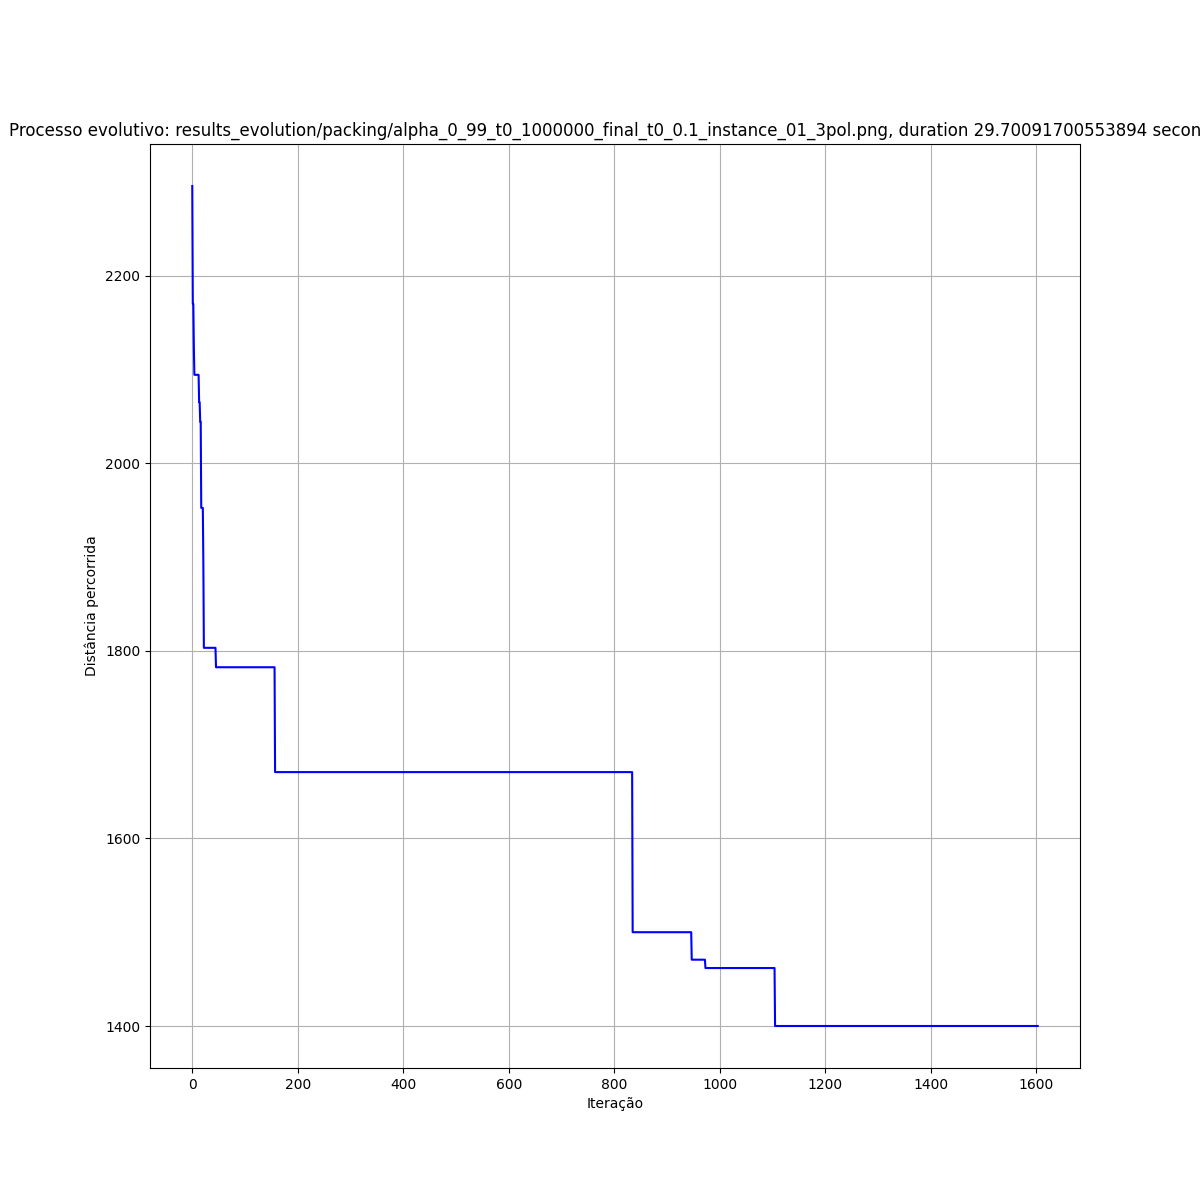 Processo evolutivo: results_evolution/packing/alpha_0_99_t0_1000000_final_t0_0.1_instance_01_3pol.png, duration 29.70091700553894 secon
2200
2000
1800
1600
1400
Distância percorrida
0 200 400 600 800 1000 1200 1400 1600
Iteração